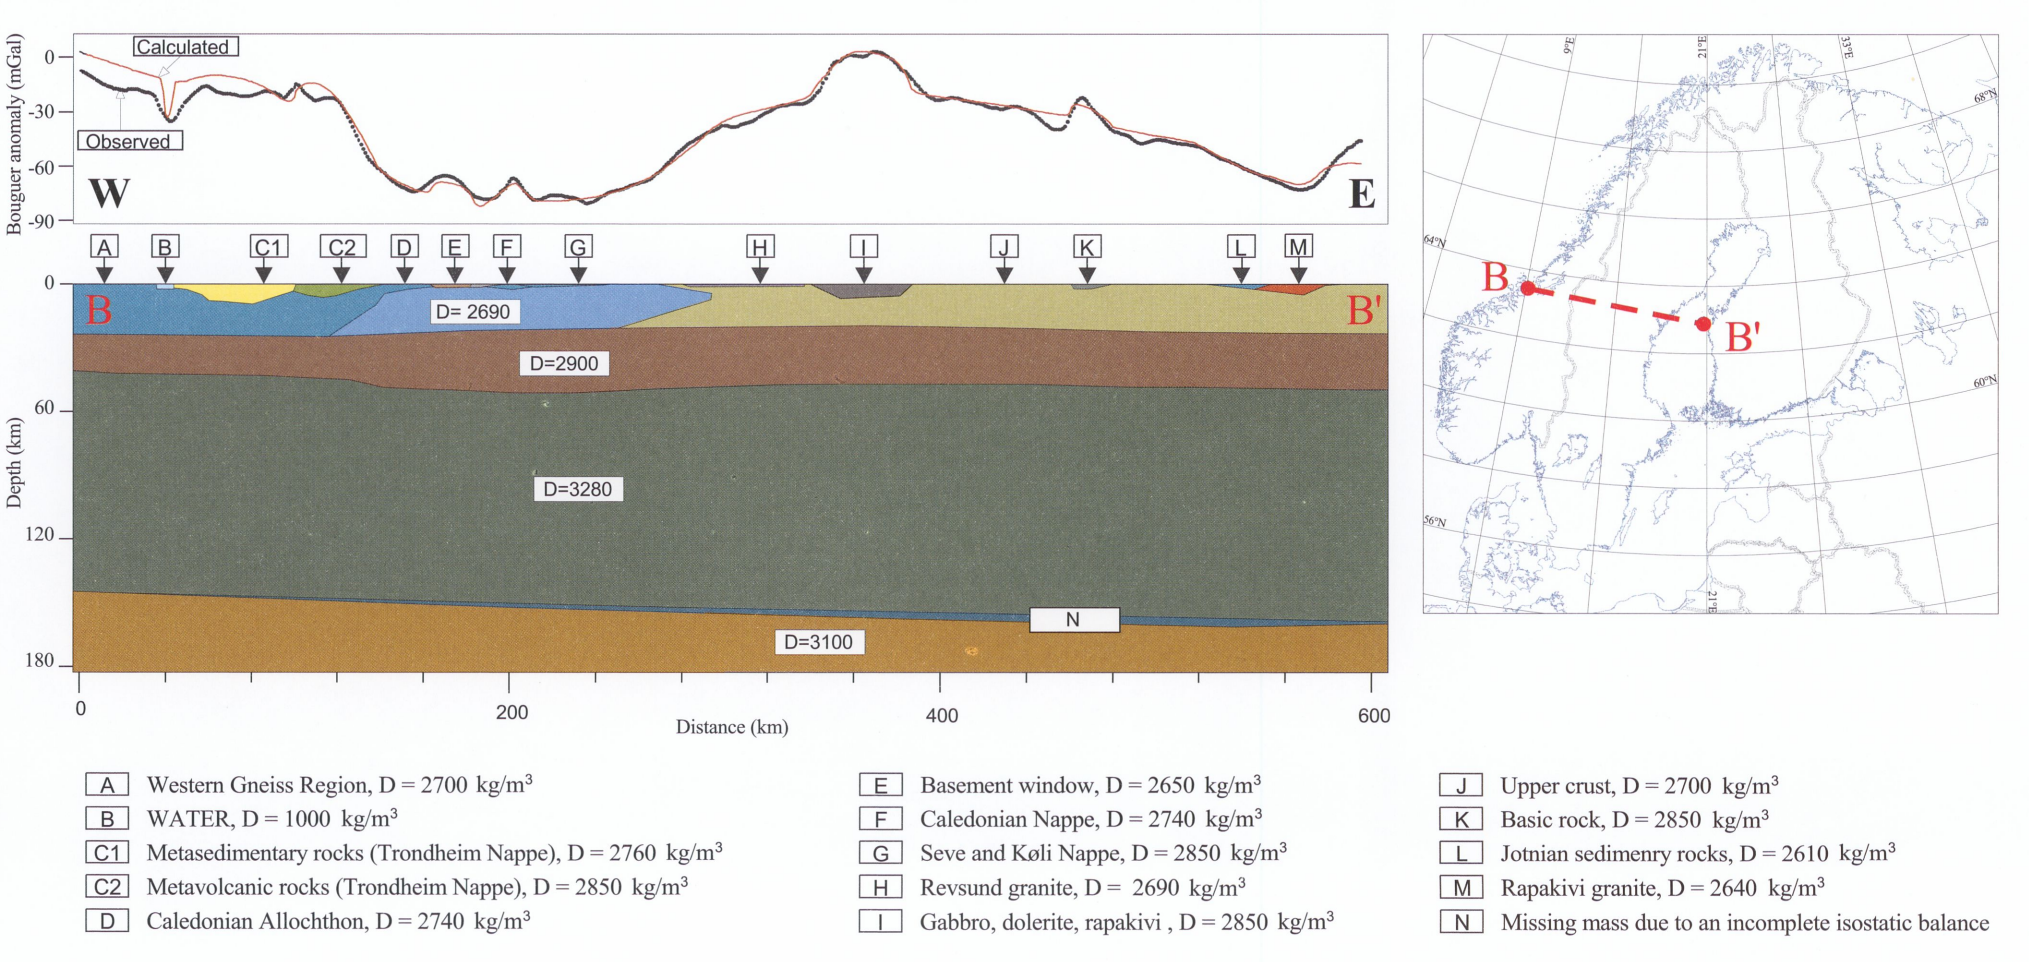 Bouguer anomaly (mGal)
0
-30
-60
-90
Calculated
Observed
W
E
A
B
C1
C2
D
E
F
G
H
I
J
K
L
M
Depth (km)
0
60
120
180
B
B'
D= 2690
D=2900
D=3280
N
D=3100
0
200
400
600
Distance (km)
9°E
21°E
33°E
68°N
64°N
60°N
56°N
21°E
B
B'
A Western Gneiss Region, D = 2700 kg/m³
B WATER, D = 1000 kg/m³
C1 Metasedimentary rocks (Trondheim Nappe), D = 2760 kg/m³
C2 Metavolcanic rocks (Trondheim Nappe), D = 2850 kg/m³
D Caledonian Allochthon, D = 2740 kg/m³
E Basement window, D = 2650 kg/m³
F Caledonian Nappe, D = 2740 kg/m³
G Seve and Køli Nappe, D = 2850 kg/m³
H Revsund granite, D = 2690 kg/m³
I Gabbro, dolerite, rapakivi , D = 2850 kg/m³
J Upper crust, D = 2700 kg/m³
K Basic rock, D = 2850 kg/m³
L Jotnian sedimenry rocks, D = 2610 kg/m³
M Rapakivi granite, D = 2640 kg/m³
N Missing mass due to an incomplete isostatic balance